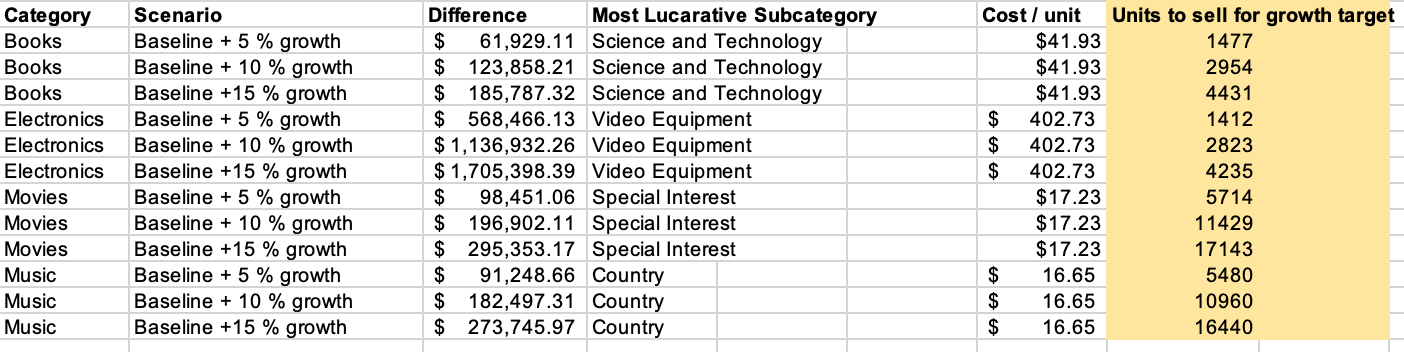 Category Scenario Difference Most Lucarative Subcategory Cost / unit Units to sell for growth target
Books Baseline + 5 % growth $ 61,929.11 Science and Technology $41.93 1477
Books Baseline + 10 % growth $ 123,858.21 Science and Technology $41.93 2954
Books Baseline +15 % growth $ 185,787.32 Science and Technology $41.93 4431
Electronics Baseline + 5 % growth $ 568,466.13 Video Equipment $ 402.73 1412
Electronics Baseline + 10 % growth $ 1,136,932.26 Video Equipment $ 402.73 2823
Electronics Baseline +15 % growth $ 1,705,398.39 Video Equipment $ 402.73 4235
Movies Baseline + 5 % growth $ 98,451.06 Special Interest $17.23 5714
Movies Baseline + 10 % growth $ 196,902.11 Special Interest $17.23 11429
Movies Baseline +15 % growth $ 295,353.17 Special Interest $17.23 17143
Music Baseline + 5 % growth $ 91,248.66 Country $ 16.65 5480
Music Baseline + 10 % growth $ 182,497.31 Country $ 16.65 10960
Music Baseline +15 % growth $ 273,745.97 Country $ 16.65 16440